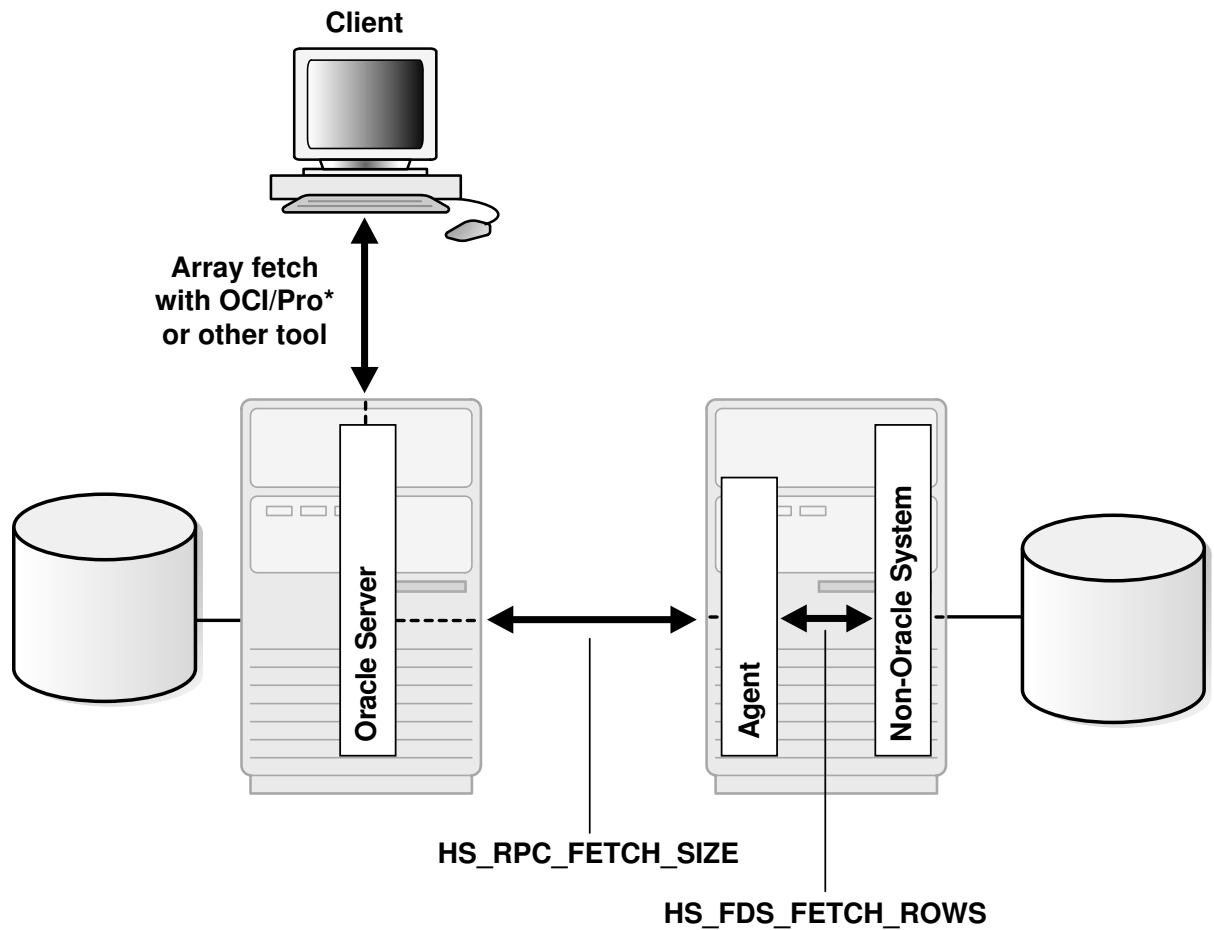 Client
Array fetch
with OCI/Pro*
or other tool
Oracle Server
Agent
Non-Oracle System
HS_RPC_FETCH_SIZE
HS_FDS_FETCH_ROWS